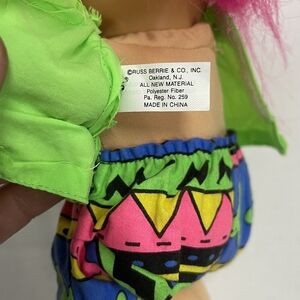 ©RUSS BERRIE & CO., INC.
Oakland, N.J.
ALL NEW MATERIAL
Polyester Fiber
Pa. Reg. No. 259
MADE IN CHINA